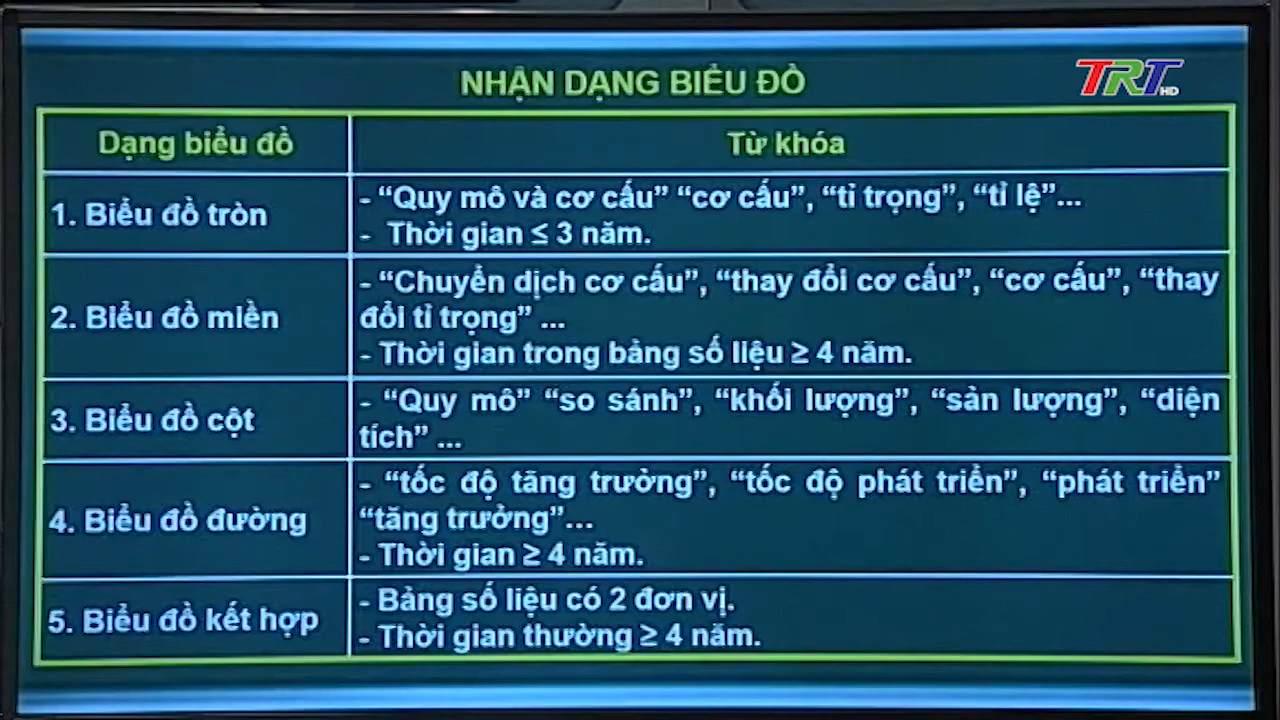 NHẬN DẠNG BIỂU ĐỒ
TRT HD
Dạng biểu đồ
Từ khóa
1. Biểu đồ tròn
- “Quy mô và cơ cấu” “cơ cấu”, “tỉ trọng”, “tỉ lệ”...
- Thời gian ≤ 3 năm.
2. Biểu đồ miền
- “Chuyển dịch cơ cấu”, “thay đổi cơ cấu”, “cơ cấu”, “thay
đổi tỉ trọng” ...
- Thời gian trong bảng số liệu ≥ 4 năm.
3. Biểu đồ cột
- “Quy mô” “so sánh”, “khối lượng”, “sản lượng”, “diện
tích” ...
4. Biểu đồ đường
- “tốc độ tăng trưởng”, “tốc độ phát triển”, “phát triển”
“tăng trưởng”...
- Thời gian ≥ 4 năm.
5. Biểu đồ kết hợp
- Bảng số liệu có 2 đơn vị.
- Thời gian thường ≥ 4 năm.